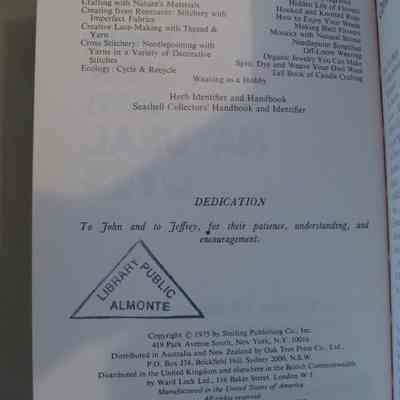 Crafting with Nature's Materials
Creating from Remnants: Stitchery with
Imperfect Fabrics
Creative Lace-Making with Thread &
Yarn
Cross Stitchery: Needlepointing with
Yarns in a Variety of Decorative
Stitches
Ecology: Cycle & Recycle
Hidden Life of Flowers
Hooked and Knotted Rugs
How to Enjoy Your Weeds
Making Shell Flowers
Mosaics with Natural Stones
Needlepoint Simplified
Off-Loom Weaving
Organic Jewelry You Can Make
Spin, Dye and Weave Your Own Wool
Tall Book of Candle Crafting
Weaving as a Hobby
Herb Identifier and Handbook
Seashell Collectors' Handbook and Identifier
DEDICATION
To John and to Jeffrey, for their patience, understanding, and
encouragement.
LIBRARY PUBLIC
ALMONTE
Copyright © 1975 by Sterling Publishing Co., Inc.
419 Park Avenue South, New York, N.Y. 10016
Distributed in Australia and New Zealand by Oak Tree Press Co., Ltd.,
P.O. Box J34, Brickfield Hill, Sydney 2000, N.S.W.
Distributed in the United Kingdom and elsewhere in the British Commonwealth
by Ward Lock Ltd., 116 Baker Street, London W 1
Manufactured in the United States of America
All rights reserved